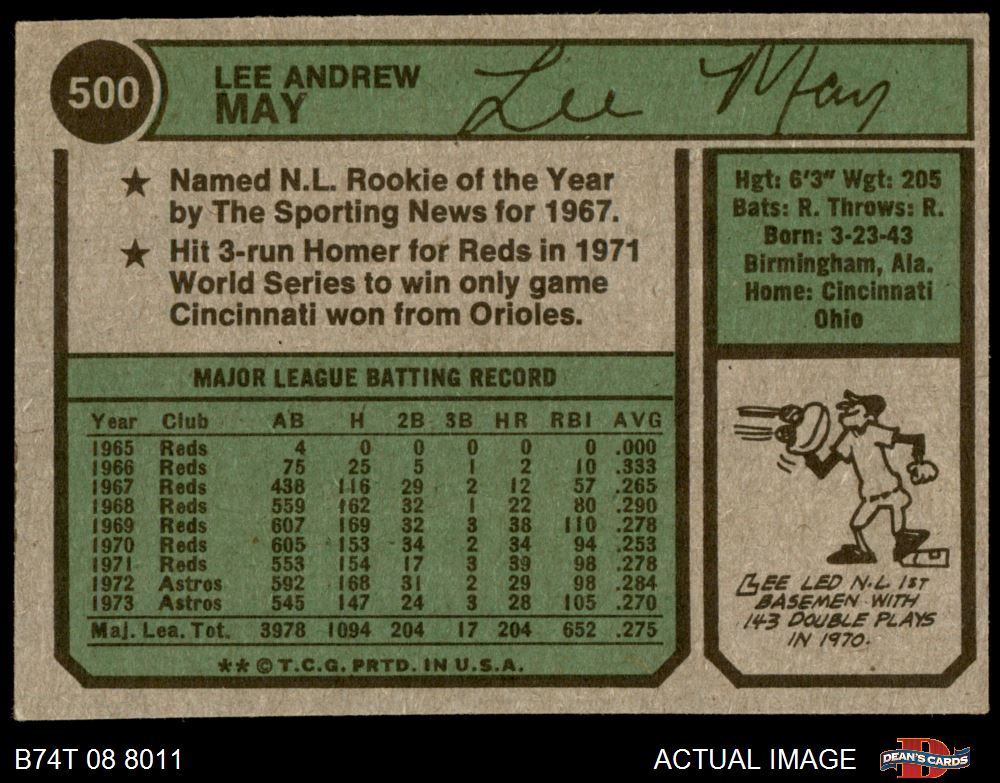 500
LEE ANDREW
MAY
Lee May
★ Named N.L. Rookie of the Year
by The Sporting News for 1967.
★ Hit 3-run Homer for Reds in 1971
World Series to win only game
Cincinnati won from Orioles.
Hgt: 6'3" Wgt: 205
Bats: R. Throws: R.
Born: 3-23-43
Birmingham, Ala.
Home: Cincinnati
Ohio
MAJOR LEAGUE BATTING RECORD
Year Club AB H 2B 3B HR RBI AVG
1965 Reds 4 0 0 0 0 0 .000
1966 Reds 75 25 5 1 2 10 .333
1967 Reds 438 116 29 2 12 57 .265
1968 Reds 559 162 32 1 22 80 .290
1969 Reds 607 169 32 3 38 110 .278
1970 Reds 605 153 34 2 34 94 .253
1971 Reds 553 154 17 3 39 98 .278
1972 Astros 592 168 31 2 29 98 .284
1973 Astros 545 147 24 3 28 105 .270
Maj. Lea. Tot. 3978 1094 204 17 204 652 .275
** © T.C.G. PRTD. IN U.S.A.
LEE LED N.L. 1ST
BASEMEN WITH
143 DOUBLE PLAYS
IN 1970.
B74T 08 8011
ACTUAL IMAGE
DEAN'S CARDS